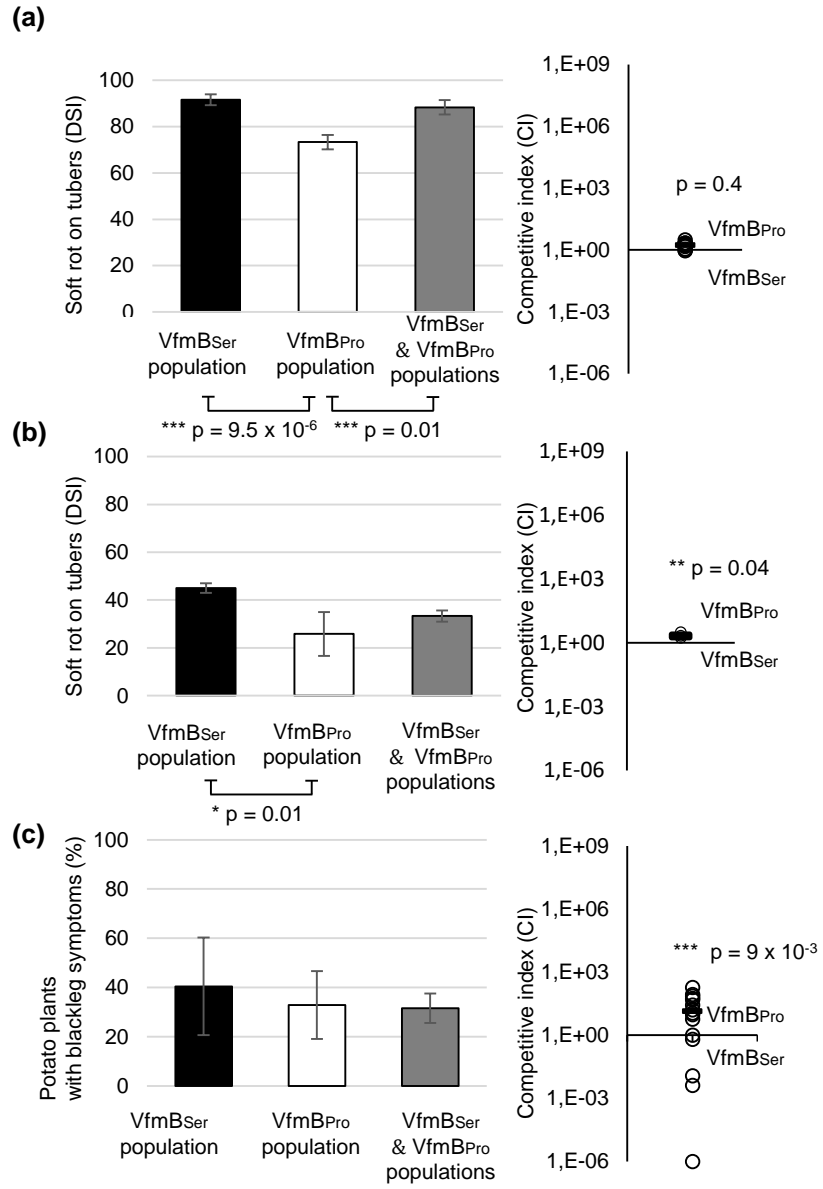 (a)
Soft rot on tubers (DSI)
100
80
60
40
20
0
VfmBSer
population
VfmBPro
population
VfmBSer
& VfmBPro
populations
*** p = 9.5 x 10-6
*** p = 0.01
Competitive index (CI)
1,E+09
1,E+06
1,E+03
1,E+00
1,E-03
1,E-06
p = 0.4
VfmBPro
VfmBSer
(b)
Soft rot on tubers (DSI)
100
80
60
40
20
0
VfmBSer
population
VfmBPro
population
VfmBSer
& VfmBPro
populations
* p = 0.01
Competitive index (CI)
1,E+09
1,E+06
1,E+03
1,E+00
1,E-03
1,E-06
** p = 0.04
VfmBPro
VfmBSer
(c)
Potato plants
with blackleg symptoms (%)
100
80
60
40
20
0
VfmBSer
population
VfmBPro
population
VfmBSer
& VfmBPro
populations
Competitive index (CI)
1,E+09
1,E+06
1,E+03
1,E+00
1,E-03
1,E-06
*** p = 9 x 10-3
VfmBPro
VfmBSer